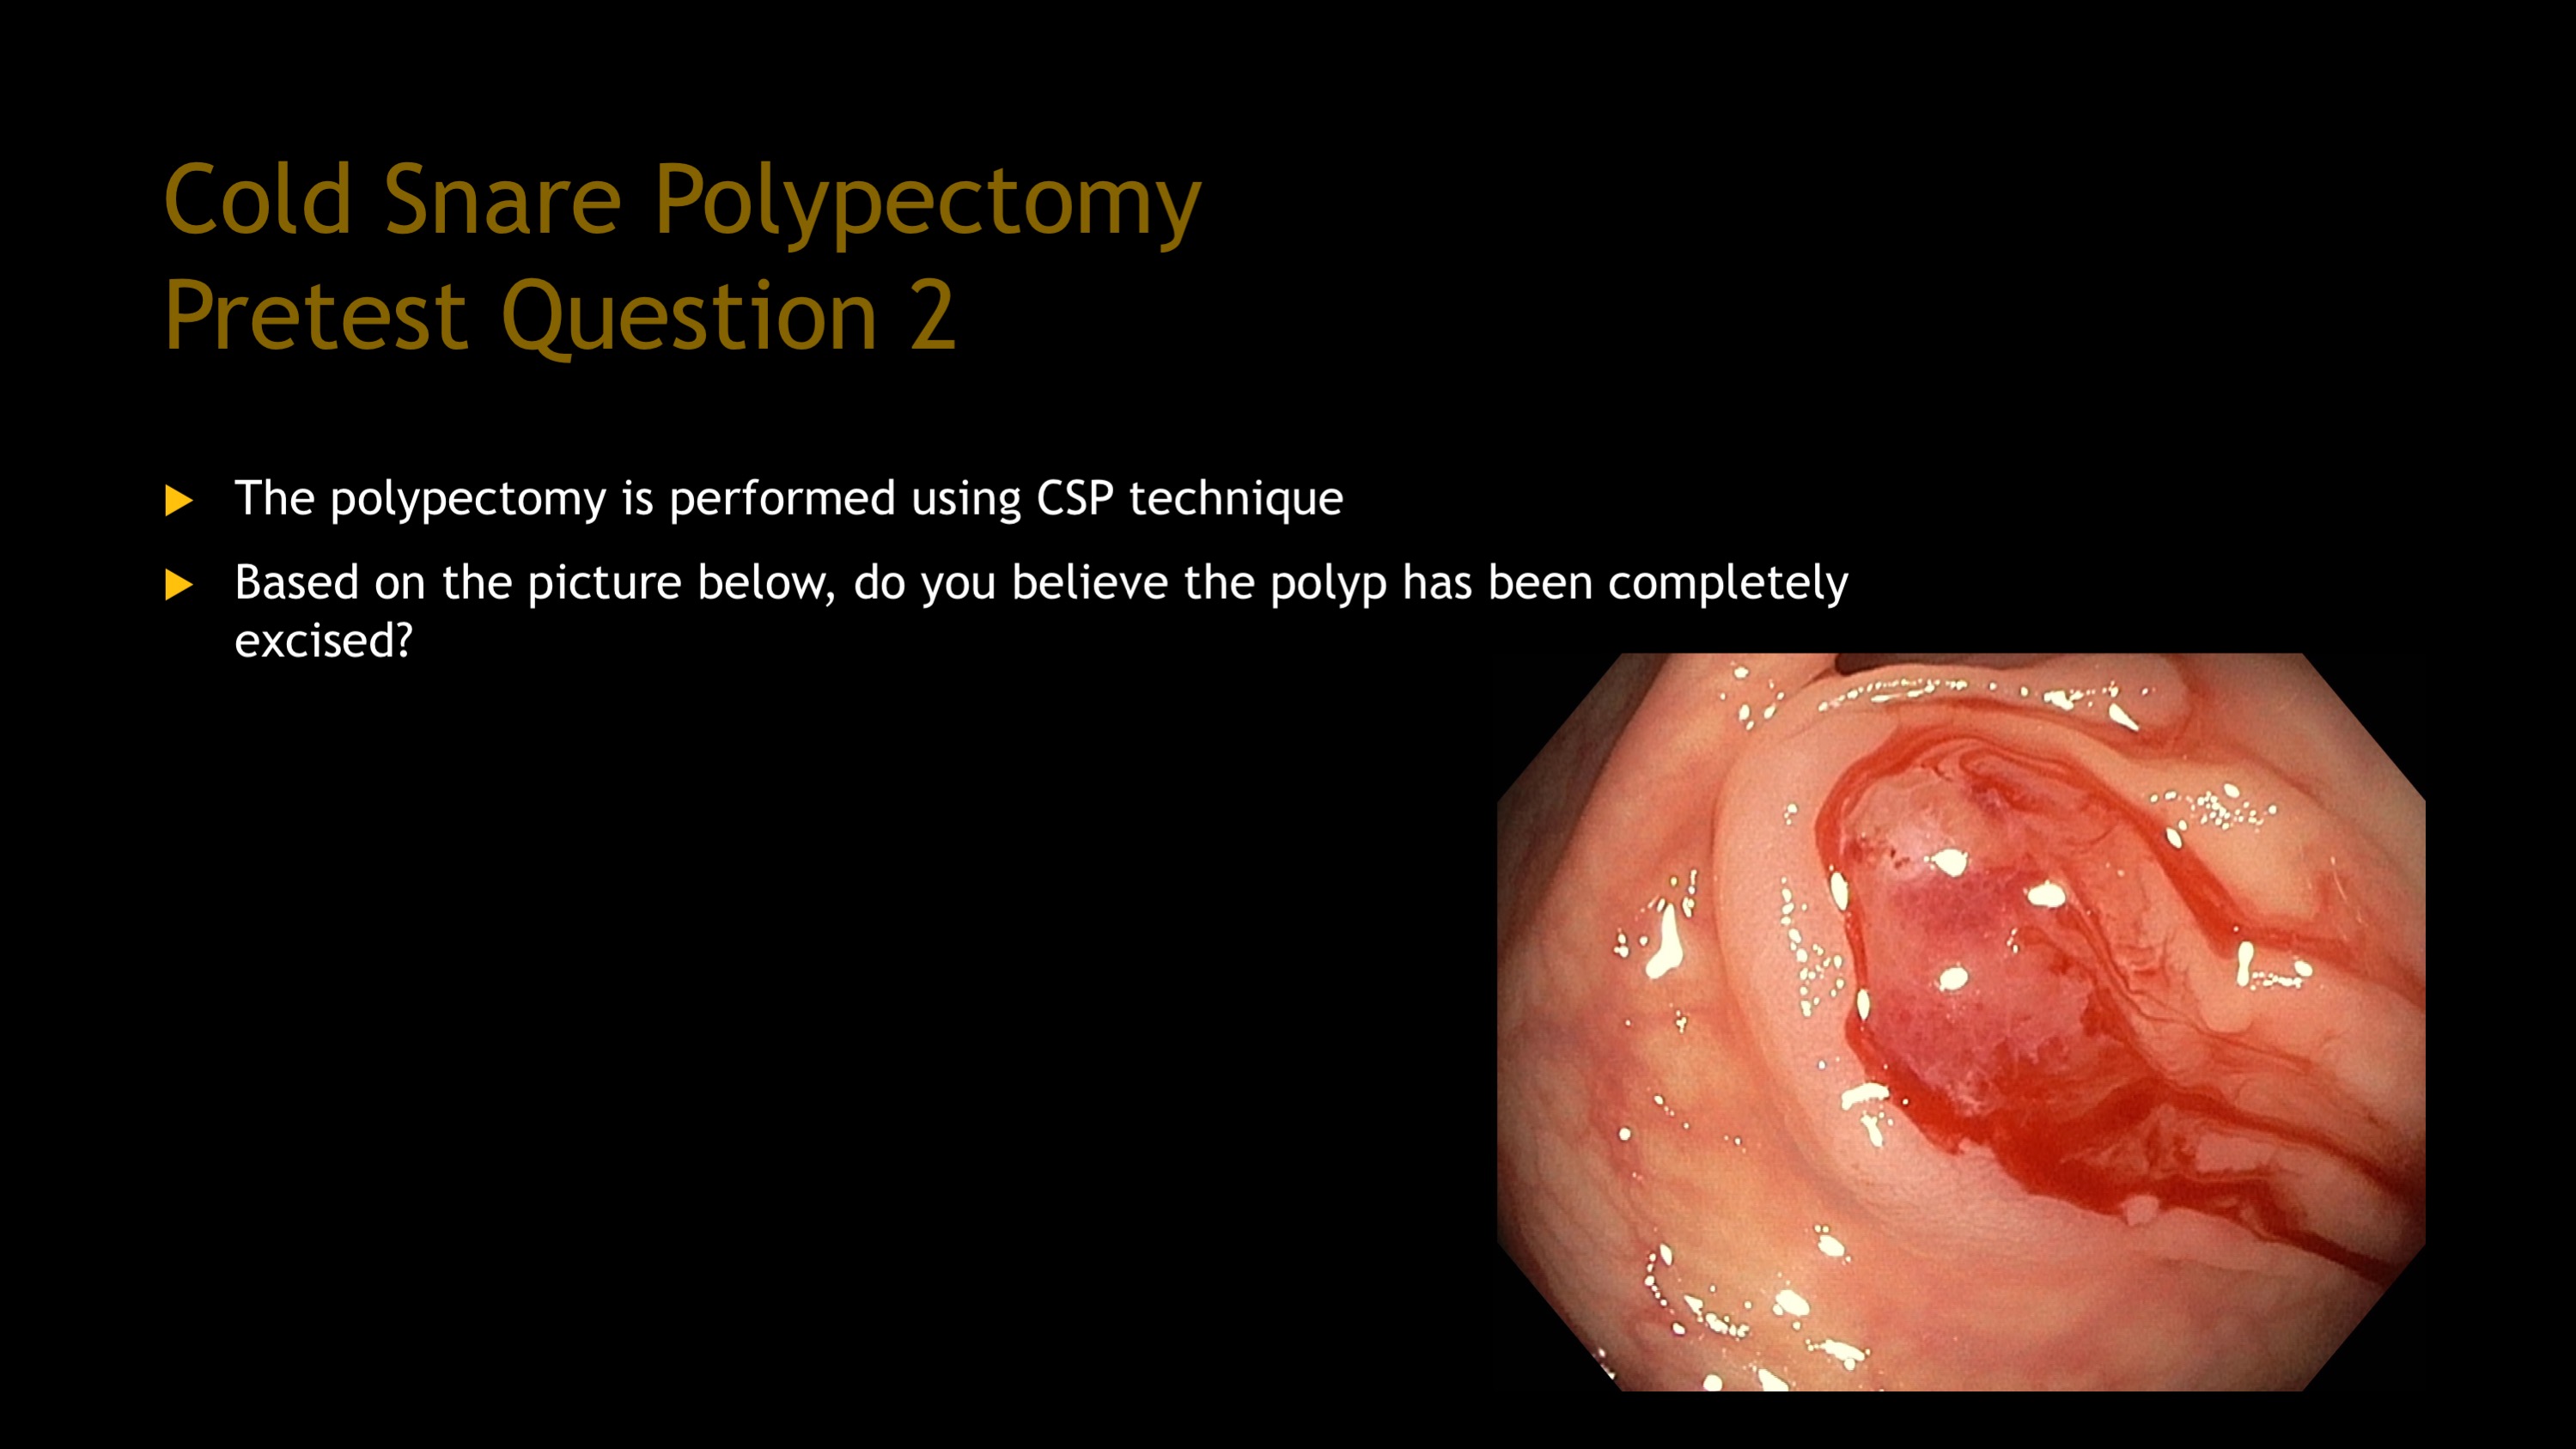 Cold Snare Polypectomy
Pretest Question 2
The polypectomy is performed using CSP technique
Based on the picture below, do you believe the polyp has been completely
excised?